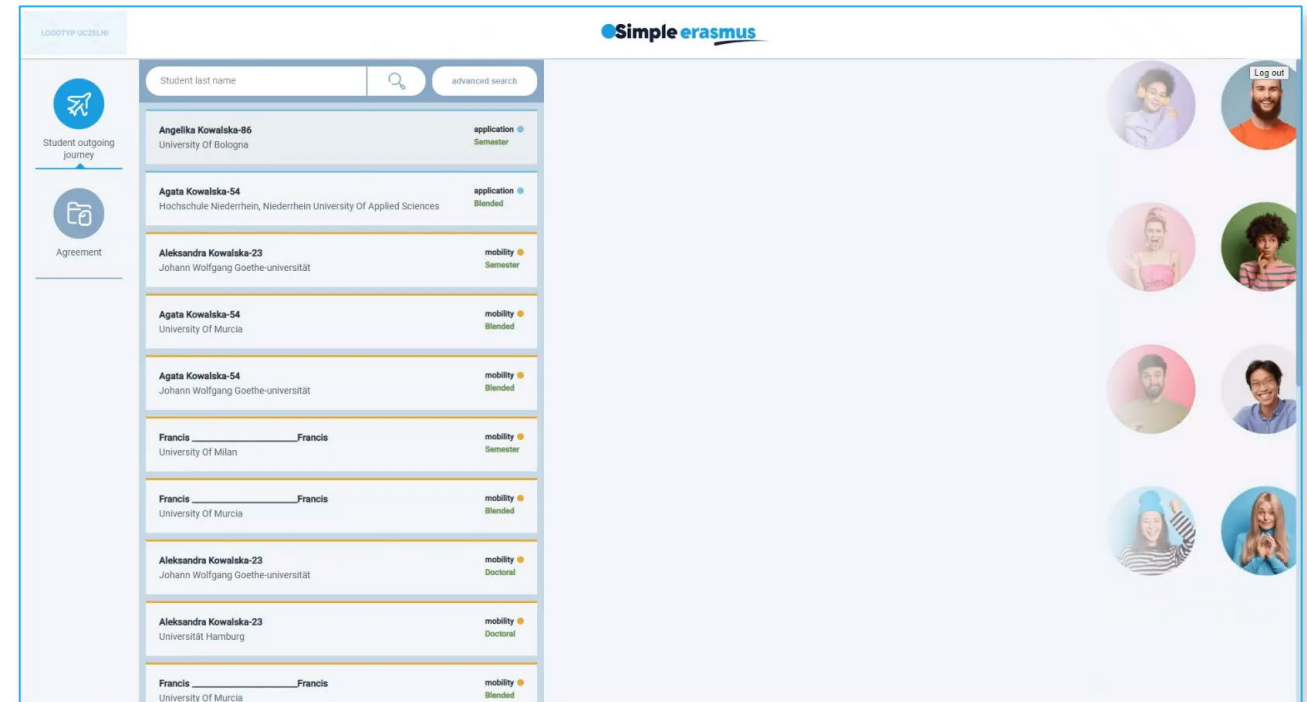 LOGOTYP UCZELNI
Simple erasmus
Log out
Student outgoing
journey
Agreement
Student last name
advanced search
Angelika Kowalska-86
application
University Of Bologna
Semester
Agata Kowalska-54
application
Hochschule Niederrhein, Niederrhein University Of Applied Sciences
Blended
Aleksandra Kowalska-23
mobility
Johann Wolfgang Goethe-universität
Semester
Agata Kowalska-54
mobility
University Of Murcia
Blended
Agata Kowalska-54
mobility
Johann Wolfgang Goethe-universität
Blended
Francis ______________________Francis
mobility
University Of Milan
Semester
Francis ______________________Francis
mobility
University Of Murcia
Blended
Aleksandra Kowalska-23
mobility
Johann Wolfgang Goethe-universität
Doctoral
Aleksandra Kowalska-23
mobility
Universität Hamburg
Doctoral
Francis ______________________Francis
mobility
University Of Murcia
Blended